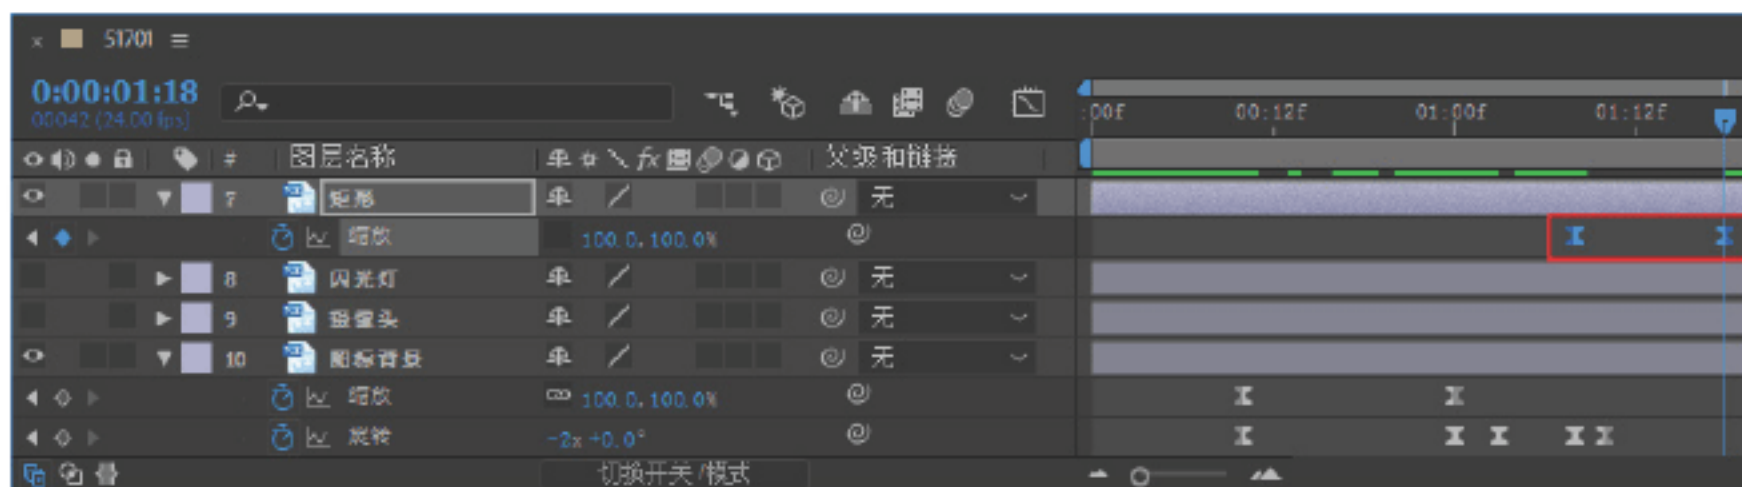 51701
0:00:01:18
00042 (24.00 fps)
:00f 00:12f 01:00f 01:12f
# 图层名称 fx 父级和链接
7 矩形 无
缩放 100.0,100.0%
8 闪光灯 无
9 摄像头 无
10 图标背景 无
缩放 100.0,100.0%
旋转 -2x +0.0°
切换开关/模式